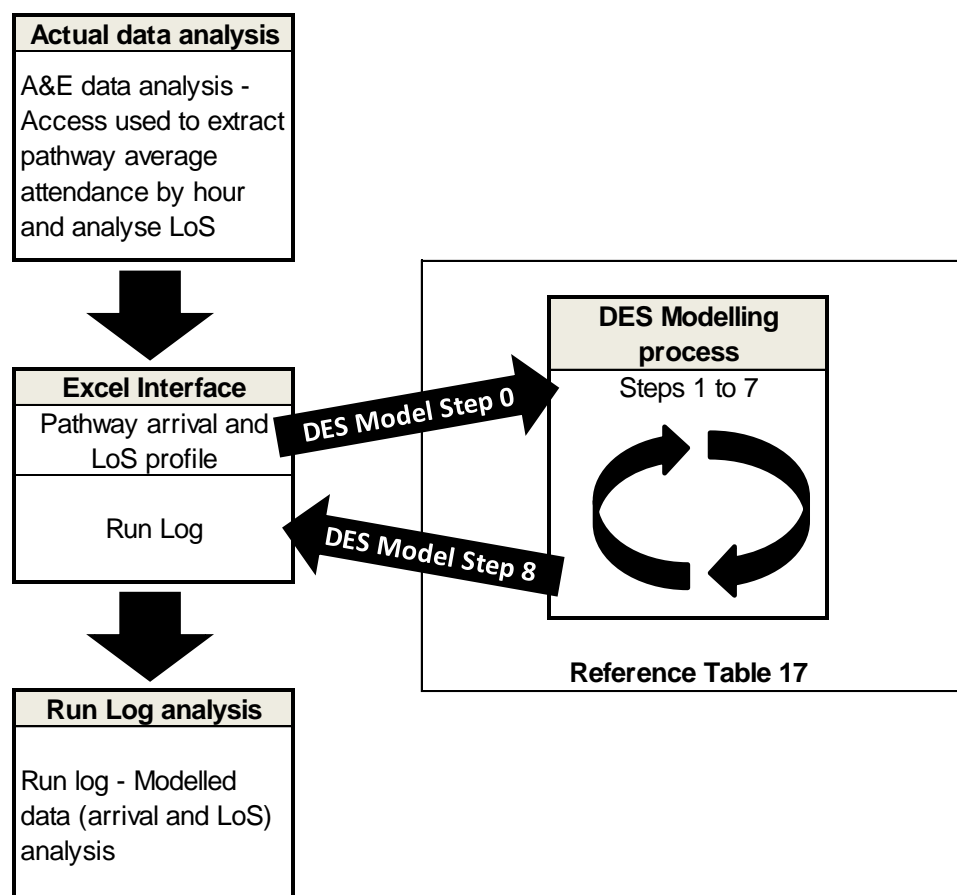 Actual data analysis
A&E data analysis -
Access used to extract
pathway average
attendance by hour
and analyse LoS
Excel Interface
Pathway arrival and
LoS profile
Run Log
DES Model Step 0
DES Model Step 8
DES Modelling
process
Steps 1 to 7
Reference Table 17
Run Log analysis
Run log - Modelled
data (arrival and LoS)
analysis